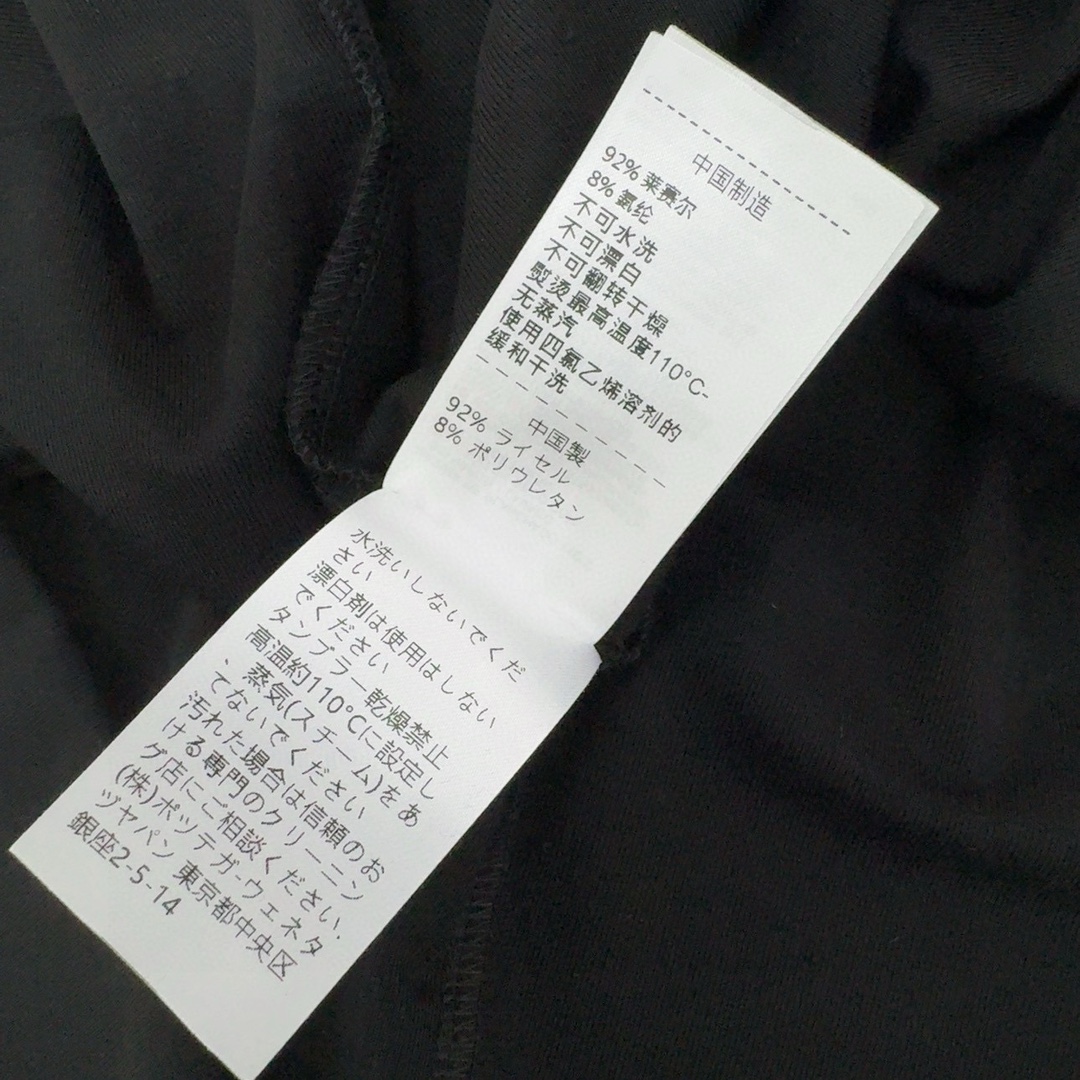 中国制造
92% 莱赛尔
8% 氨纶
不可水洗
不可漂白
不可翻转干燥
熨烫最高温度110°C-
无蒸汽
使用四氯乙烯溶剂的
缓和干洗
中国製
92% ライセル
8% ポリウレタン
水洗いしないでくだ
さい
漂白剤は使用はしない
でください
タンブラー乾燥禁止
高温約110°Cに設定し
、蒸気(スチーム)をあ
てないでください
汚れた場合は信頼のお
ける専門のクリーニン
グ店にご相談ください.
(株)ボッテガ-ヴェネタ
ヅヤパン 東京都中央区
銀座2-5-14